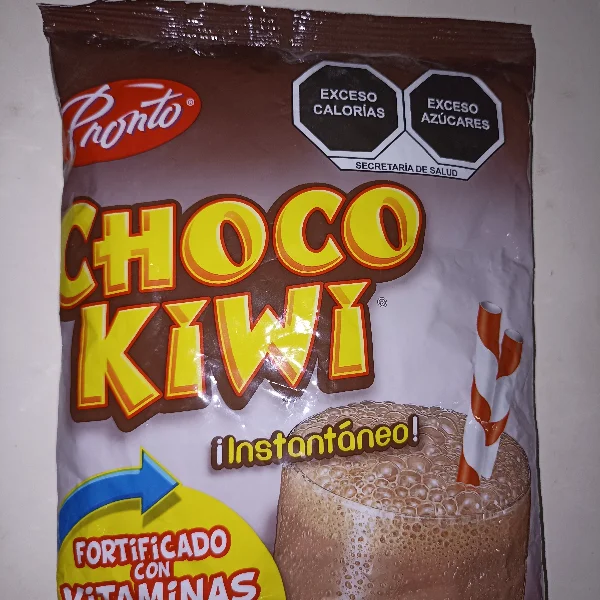 Pronto®
EXCESO
CALORÍAS
EXCESO
AZÚCARES
SECRETARÍA DE SALUD
CHOCO
KiWi®
¡Instantáneo!
FORTiFiCADO
CON
ViTAMiNAS